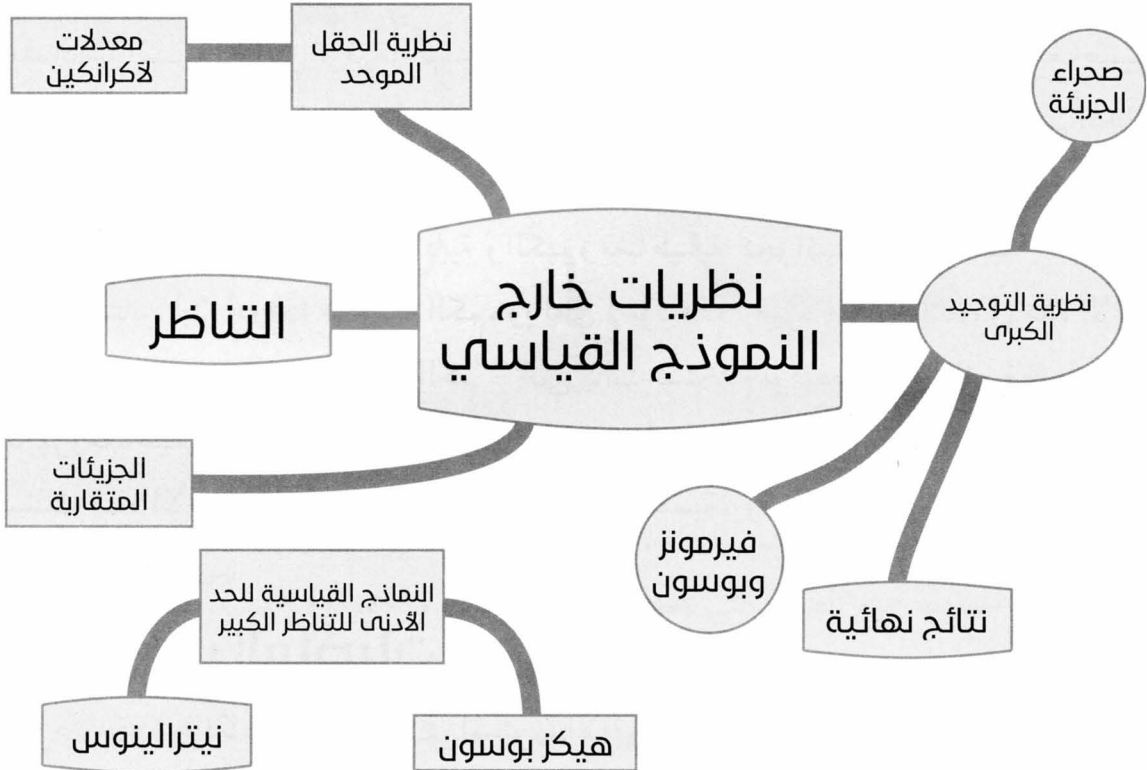 معدلات
لآكرانكين
نظرية الحقل
الموحد
صحراء
الجزيئة
نظريات خارج
النموذج القياسي
نظرية التوحيد
الكبرى
التناظر
الجزيئات
المتقاربة
فيرمونز
وبوسون
نتائج نهائية
النماذج القياسية للحد
الأدنى للتناظر الكبير
نيترالينوس
هيكز بوسون